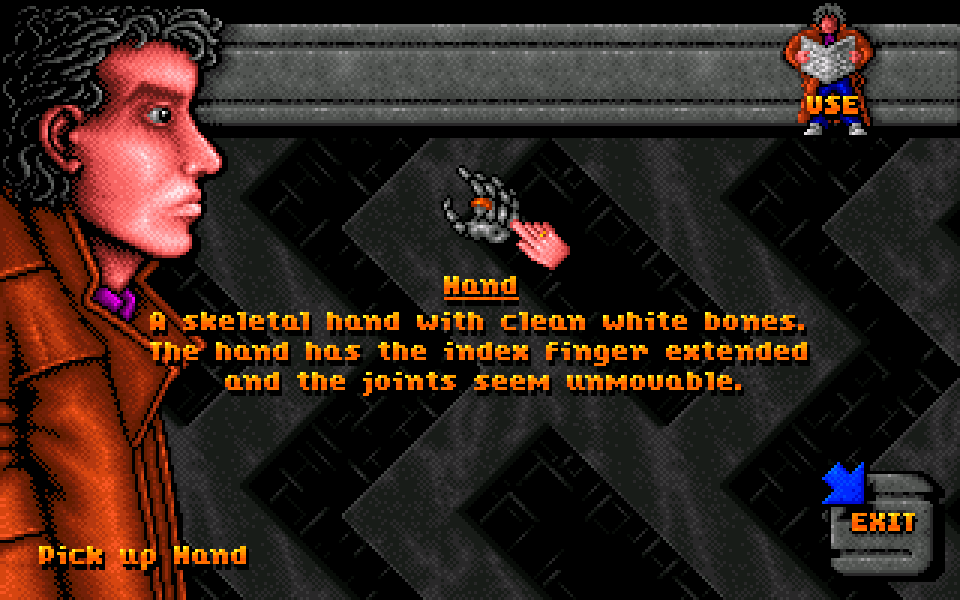 USE
Hand
A skeletal hand with clean white bones.
The hand has the index finger extended
and the joints seem unmovable.
EXIT
Pick up Hand